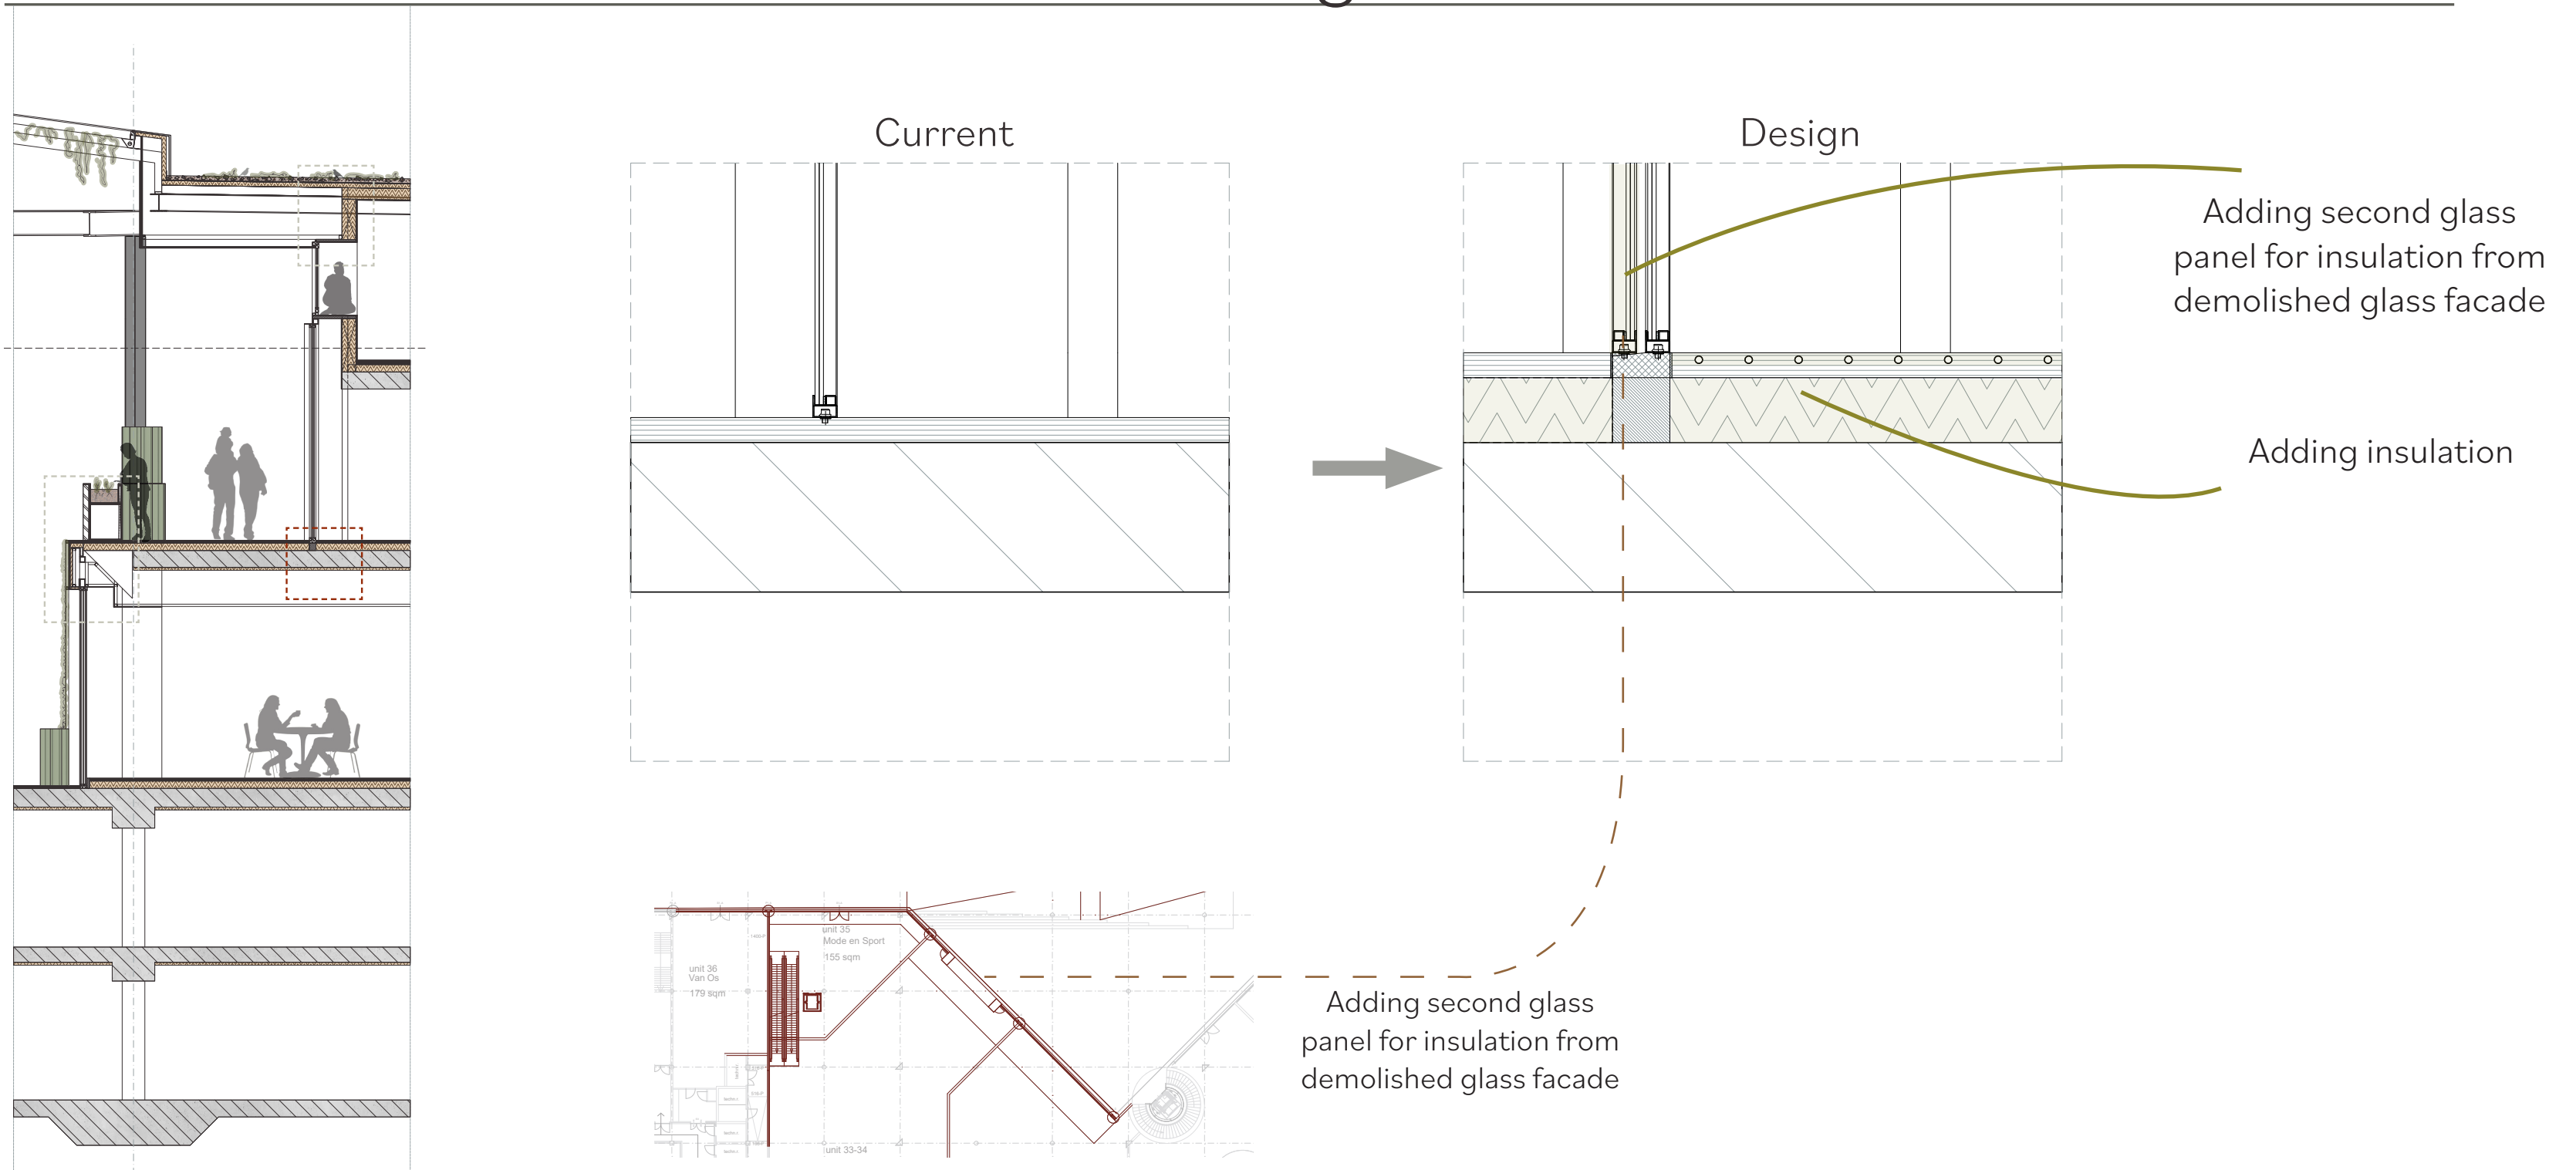 Current
Design
Adding second glass
panel for insulation from
demolished glass facade
Adding insulation
unit 35
Mode en Sport
155 sqm
unit 36
Van Os
179 sqm
unit 33-34
Adding second glass
panel for insulation from
demolished glass facade